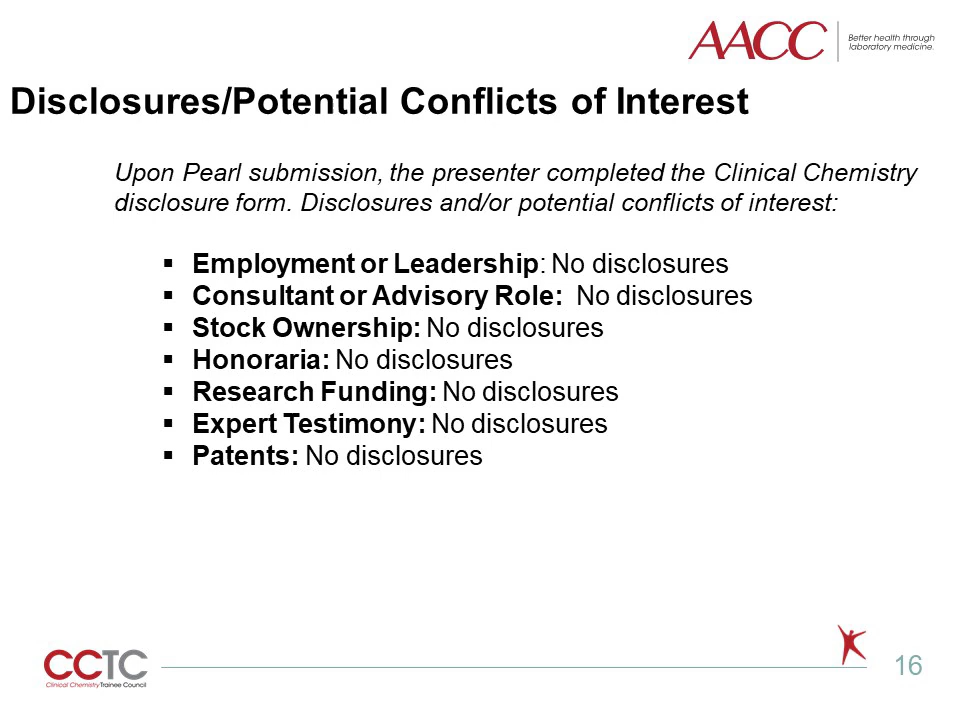 AACC
Better health through
laboratory medicine.
Disclosures/Potential Conflicts of Interest
Upon Pearl submission, the presenter completed the Clinical Chemistry
disclosure form. Disclosures and/or potential conflicts of interest:
▪ Employment or Leadership: No disclosures
▪ Consultant or Advisory Role:  No disclosures
▪ Stock Ownership: No disclosures
▪ Honoraria: No disclosures
▪ Research Funding: No disclosures
▪ Expert Testimony: No disclosures
▪ Patents: No disclosures
CCTC
Clinical Chemistry Trainee Council
16